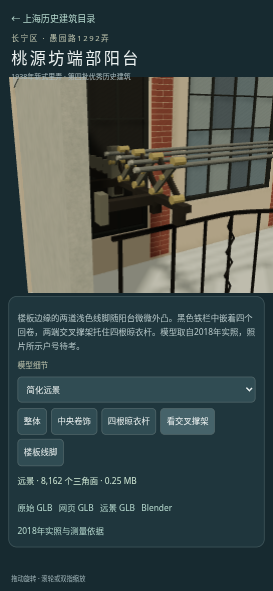 ← 上海历史建筑目录
长宁区 · 愚园路1292弄
桃源坊端部阳台
1938年新式里弄 · 第四批优秀历史建筑
楼板边缘的两道浅色线脚随阳台微微外凸。黑色铁栏中嵌着四个
回卷，两端交叉撑架托住四根晾衣杆。模型取自2018年实照，照
片所示户号待考。
模型细节
简化远景
整体
中央卷饰
四根晾衣杆
看交叉撑架
楼板线脚
远景 · 8,162 个三角面 · 0.25 MB
原始 GLB 网页 GLB 远景 GLB Blender
2018年实照与测量依据
拖动旋转 · 滚轮或双指缩放